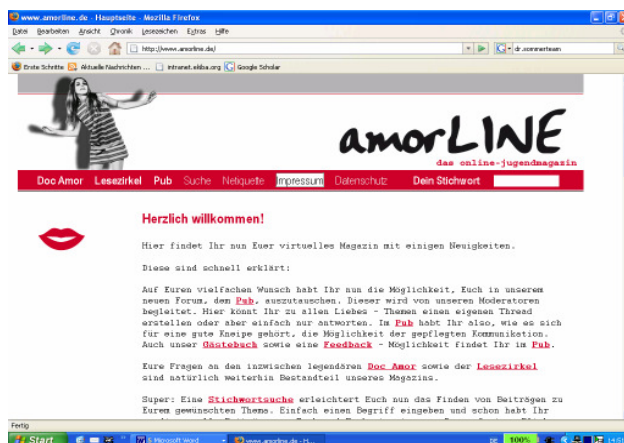 www.amorline.de - Hauptseite - Mozilla Firefox
Datei Bearbeiten Ansicht Chronik Lesezeichen Extras Hilfe
http://www.amorline.de/ dr.sommerteam
Erste Schritte Aktuelle Nachrichten ... intranet.ekiba.org Google Scholar
amorLINE
das online-jugendmagazin
Doc Amor Lesezirkel Pub Suche Netiquette Impressum Datenschutz Dein Stichwort
Herzlich willkommen!
Hier findet Ihr nun Euer virtuelles Magazin mit einigen Neuigkeiten.
Diese sind schnell erklärt:
Auf Euren vielfachen Wunsch habt Ihr nun die Möglichkeit, Euch in unserem
neuen Forum, dem Pub, auszutauschen. Dieser wird von unseren Moderatoren
begleitet. Hier könnt Ihr zu allen Liebes - Themen einen eigenen Thread
erstellen oder aber einfach nur antworten. Im Pub habt Ihr also, wie es sich
für eine gute Kneipe gehört, die Möglichkeit der gepflegten Kommunikation.
Auch unser Gästebuch sowie eine Feedback - Möglichkeit findet Ihr im Pub.
Eure Fragen an den inzwischen legendären Doc Amor sowie der Lesezirkel
sind natürlich weiterhin Bestandteil unseres Magazins.
Super: Eine Stichwortsuche erleichtert Euch nun das Finden von Beiträgen zu
Eurem gewünschten Thema. Einfach einen Begriff eingeben und schon habt Ihr
Fertig
Start 6 Microsoft Word www.amorline.de - H... DE 100%